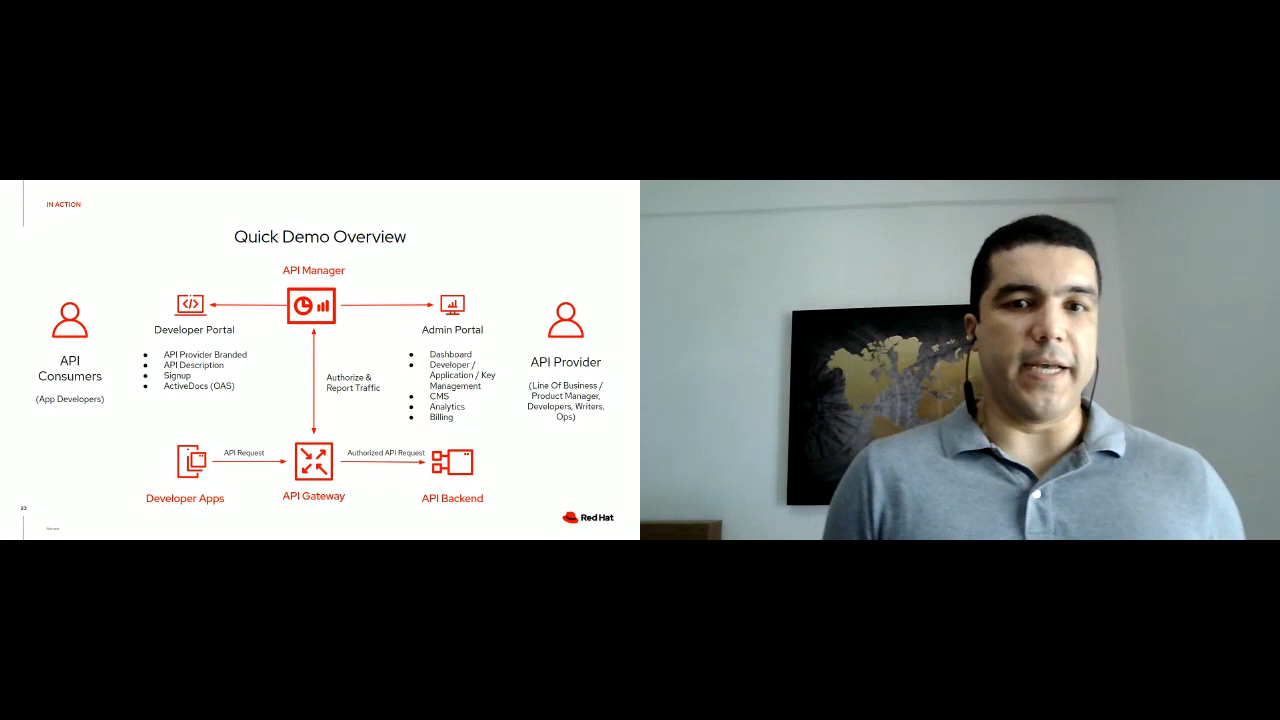 IN ACTION
Quick Demo Overview
API Manager
Developer Portal
Admin Portal
API
Consumers
(App Developers)
● API Provider Branded
● API Description
● Signup
● ActiveDocs (OAS)
Authorize &
Report Traffic
● Dashboard
● Developer /
Application / Key
Management
● CMS
● Analytics
● Billing
API Provider
(Line Of Business /
Product Manager,
Developers, Writers,
Ops)
API Request
Authorized API Request
Developer Apps
API Gateway
API Backend
23
Red Hat